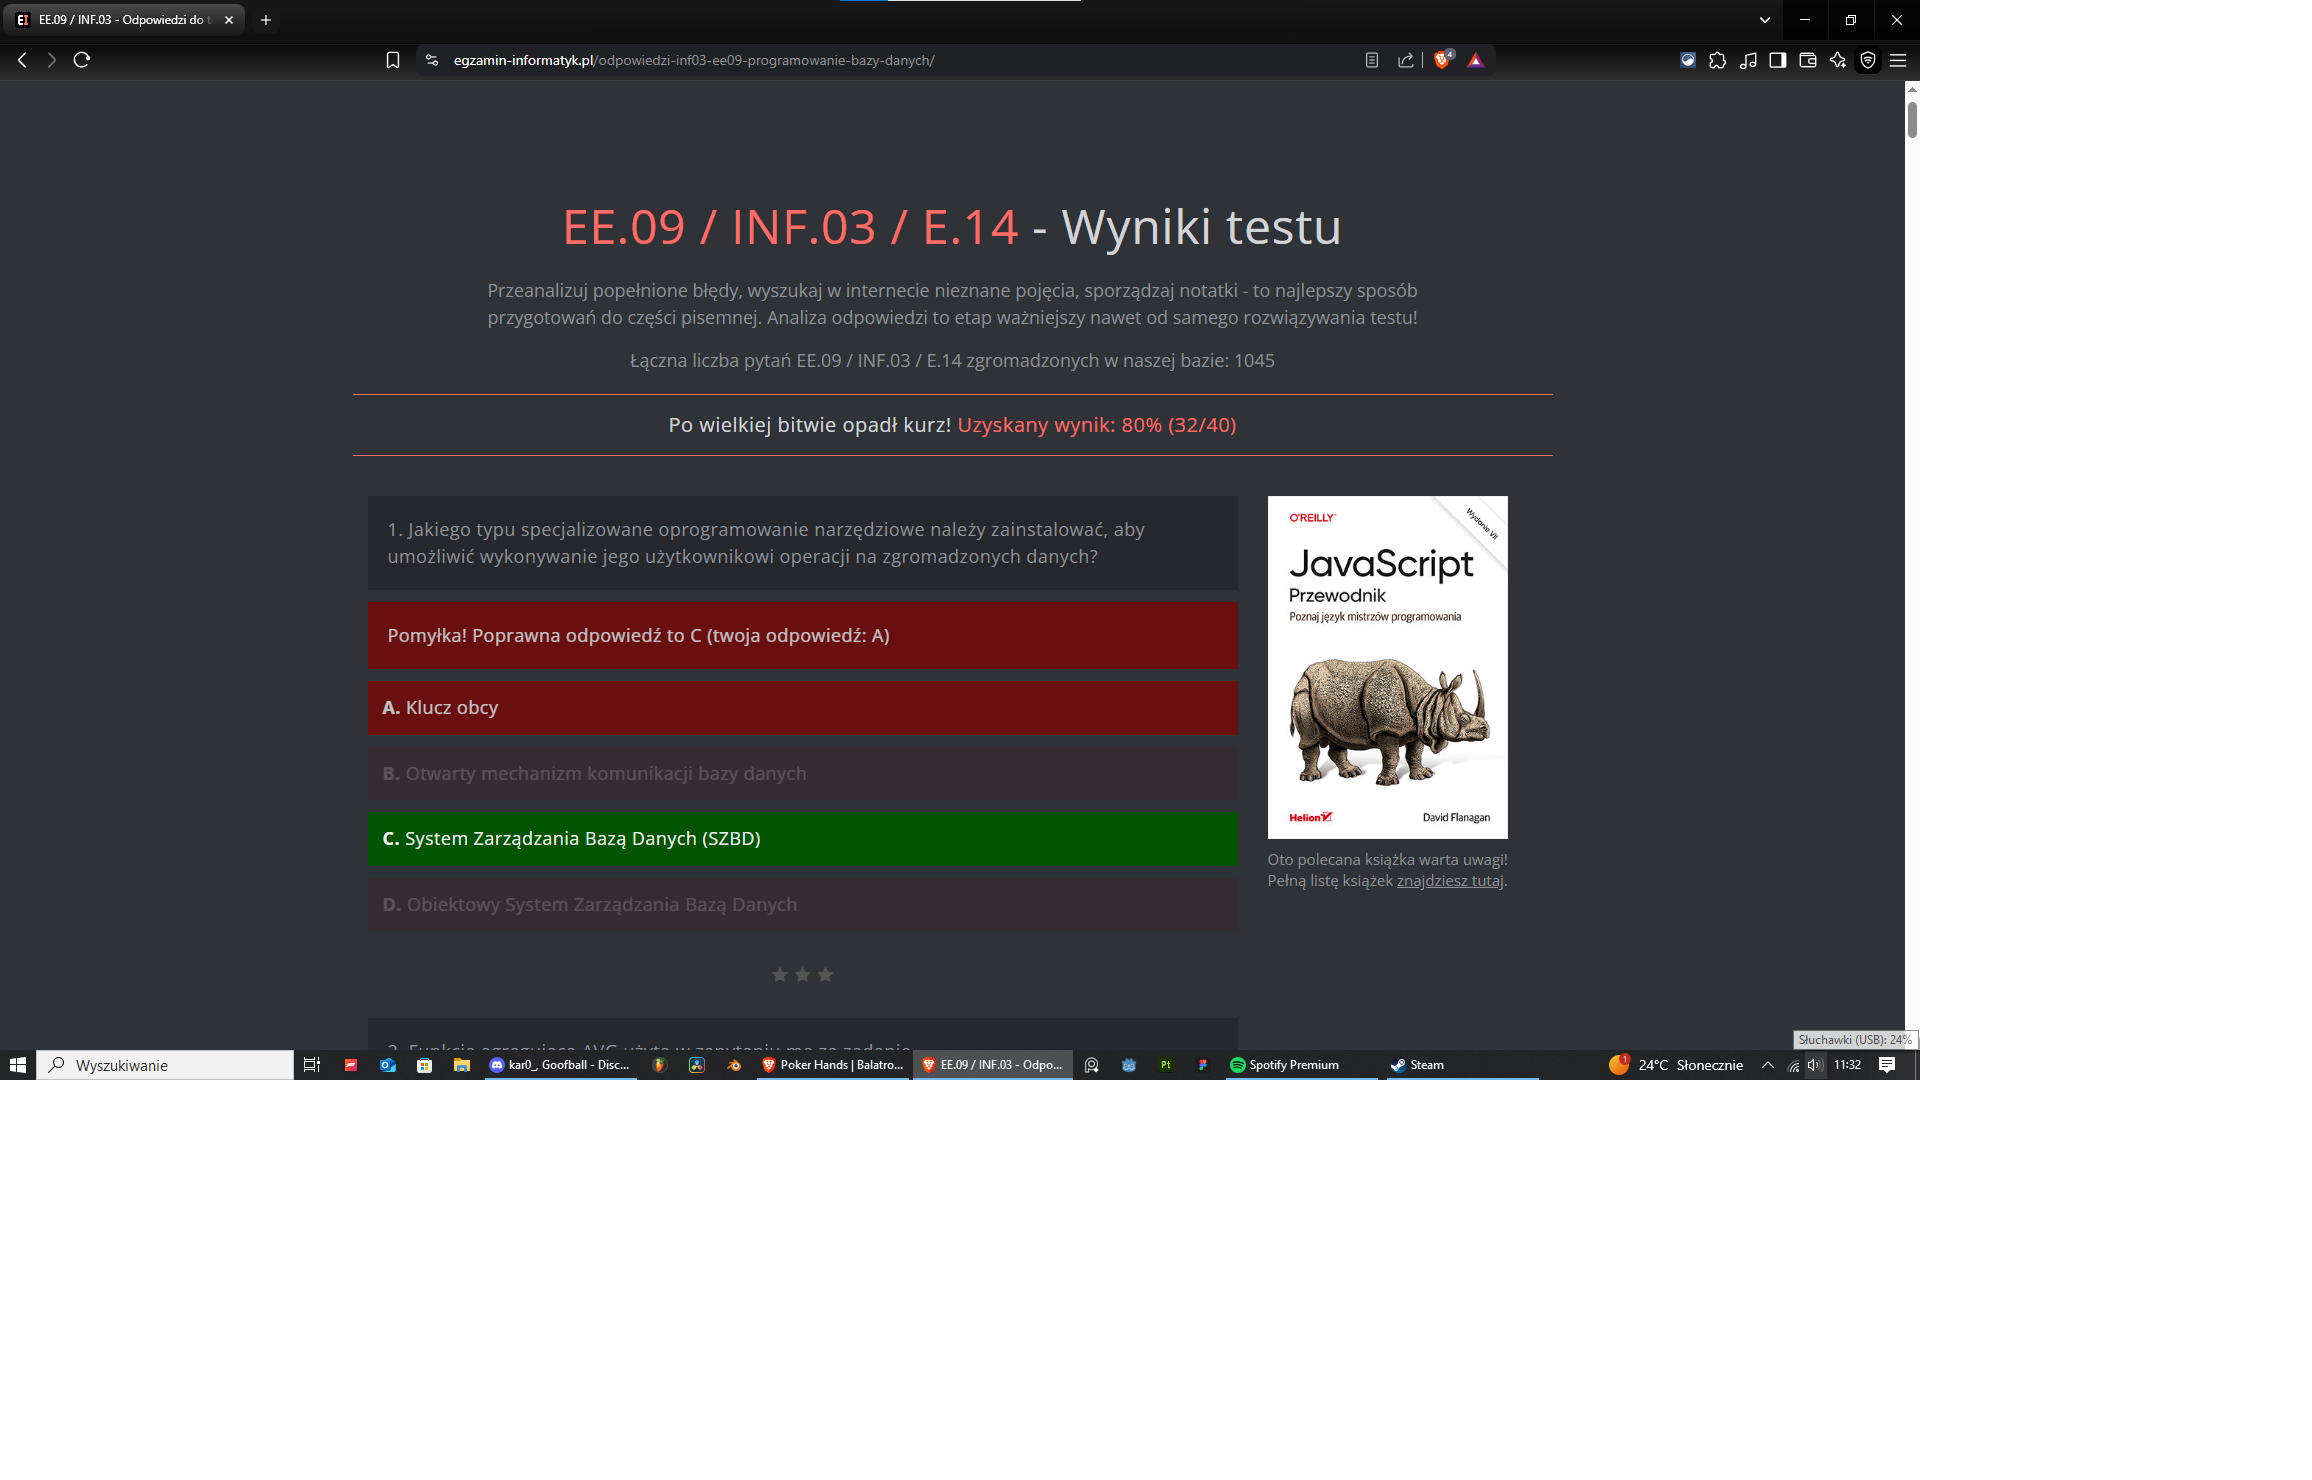 EE.09 / INF.03 - Odpowiedzi do t
egzamin-informatyk.pl/odpowiedzi-inf03-ee09-programowanie-bazy-danych/
4
EE.09 / INF.03 / E.14 - Wyniki testu
Przeanalizuj popełnione błędy, wyszukaj w internecie nieznane pojęcia, sporządzaj notatki - to najlepszy sposób
przygotowań do części pisemnej. Analiza odpowiedzi to etap ważniejszy nawet od samego rozwiązywania testu!
Łączna liczba pytań EE.09 / INF.03 / E.14 zgromadzonych w naszej bazie: 1045
Po wielkiej bitwie opadł kurz! Uzyskany wynik: 80% (32/40)
1. Jakiego typu specjalizowane oprogramowanie narzędziowe należy zainstalować, aby
umożliwić wykonywanie jego użytkownikowi operacji na zgromadzonych danych?
Pomyłka! Poprawna odpowiedź to C (twoja odpowiedź: A)
A. Klucz obcy
B. Otwarty mechanizm komunikacji bazy danych
C. System Zarządzania Bazą Danych (SZBD)
D. Obiektowy System Zarządzania Bazą Danych
O'REILLY
Wydanie VII
JavaScript
Przewodnik
Poznaj język mistrzów programowania
Helion
David Flanagan
Oto polecana książka warta uwagi!
Pełną listę książek znajdziesz tutaj.
2. Funkcja agregująca AVG użyta w zapytaniu ma za zadanie
Słuchawki (USB): 24%
Wyszukiwanie
kar0_, Goofball - Disc...
Poker Hands | Balatro...
EE.09 / INF.03 - Odpo...
Pt
Spotify Premium
Steam
1
24°C Słonecznie
11:32